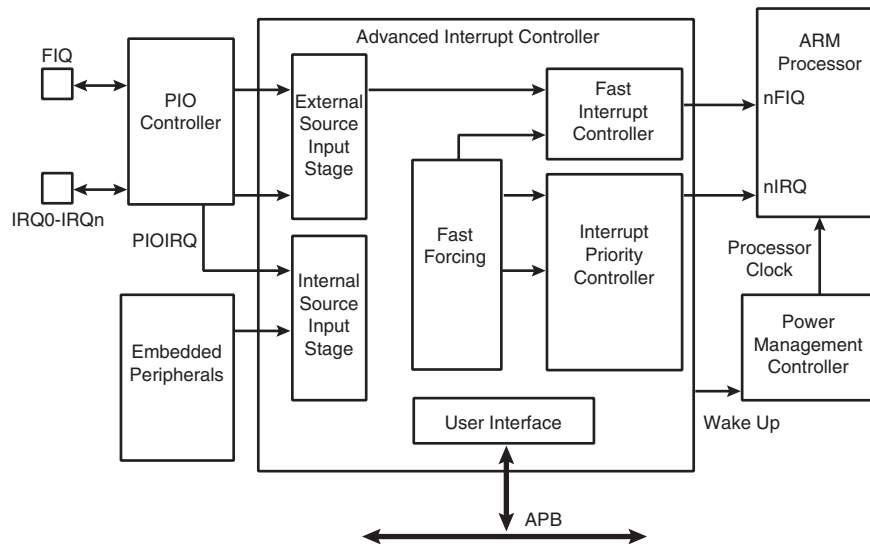 Advanced Interrupt Controller
FIQ
PIO
Controller
IRQ0-IRQn
PIOIRQ
Embedded
Peripherals
External
Source
Input
Stage
Internal
Source
Input
Stage
Fast
Forcing
Fast
Interrupt
Controller
Interrupt
Priority
Controller
User Interface
APB
ARM
Processor
nFIQ
nIRQ
Processor
Clock
Power
Management
Controller
Wake Up